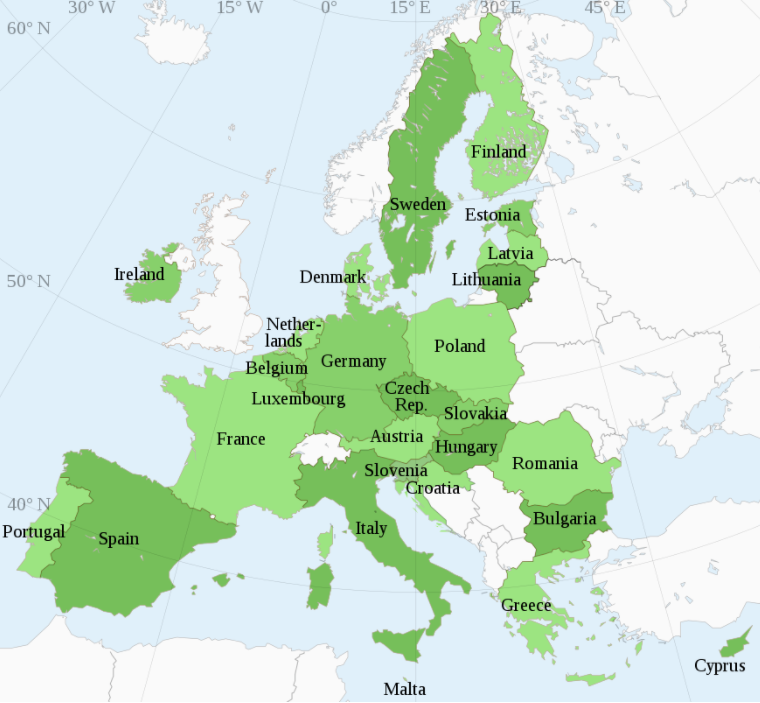 30° W
15° W
0°
15° E
30° E
45° E
60° N
Finland
Sweden
Estonia
Latvia
Ireland
Denmark
Lithuania
50° N
Nether-
lands
Poland
Germany
Belgium
Czech
Rep.
Luxembourg
Slovakia
France
Austria
Hungary
Romania
Slovenia
Croatia
40° N
Bulgaria
Portugal
Spain
Italy
Greece
Cyprus
Malta